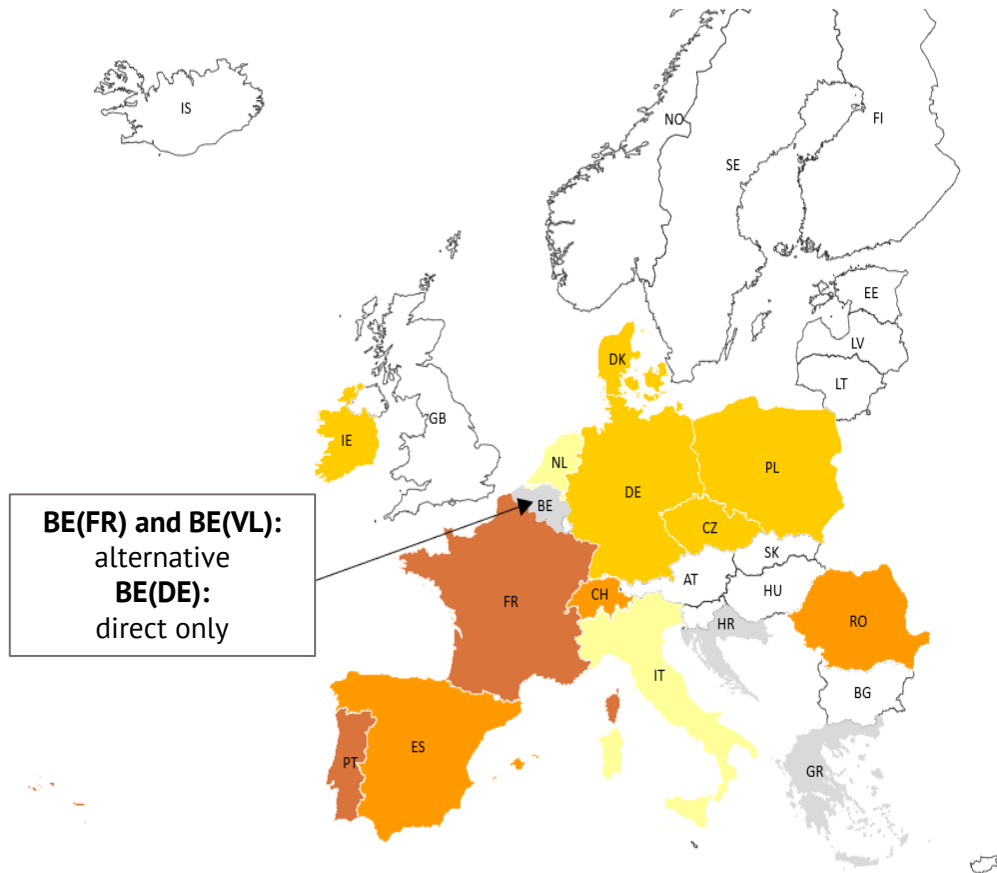 IS
NO
FI
SE
EE
LV
LT
DK
GB
IE
NL
PL
DE
BE
BE(FR) and BE(VL):
alternative
BE(DE):
direct only
CZ
SK
AT
HU
CH
FR
HR
RO
IT
BG
ES
PT
GR